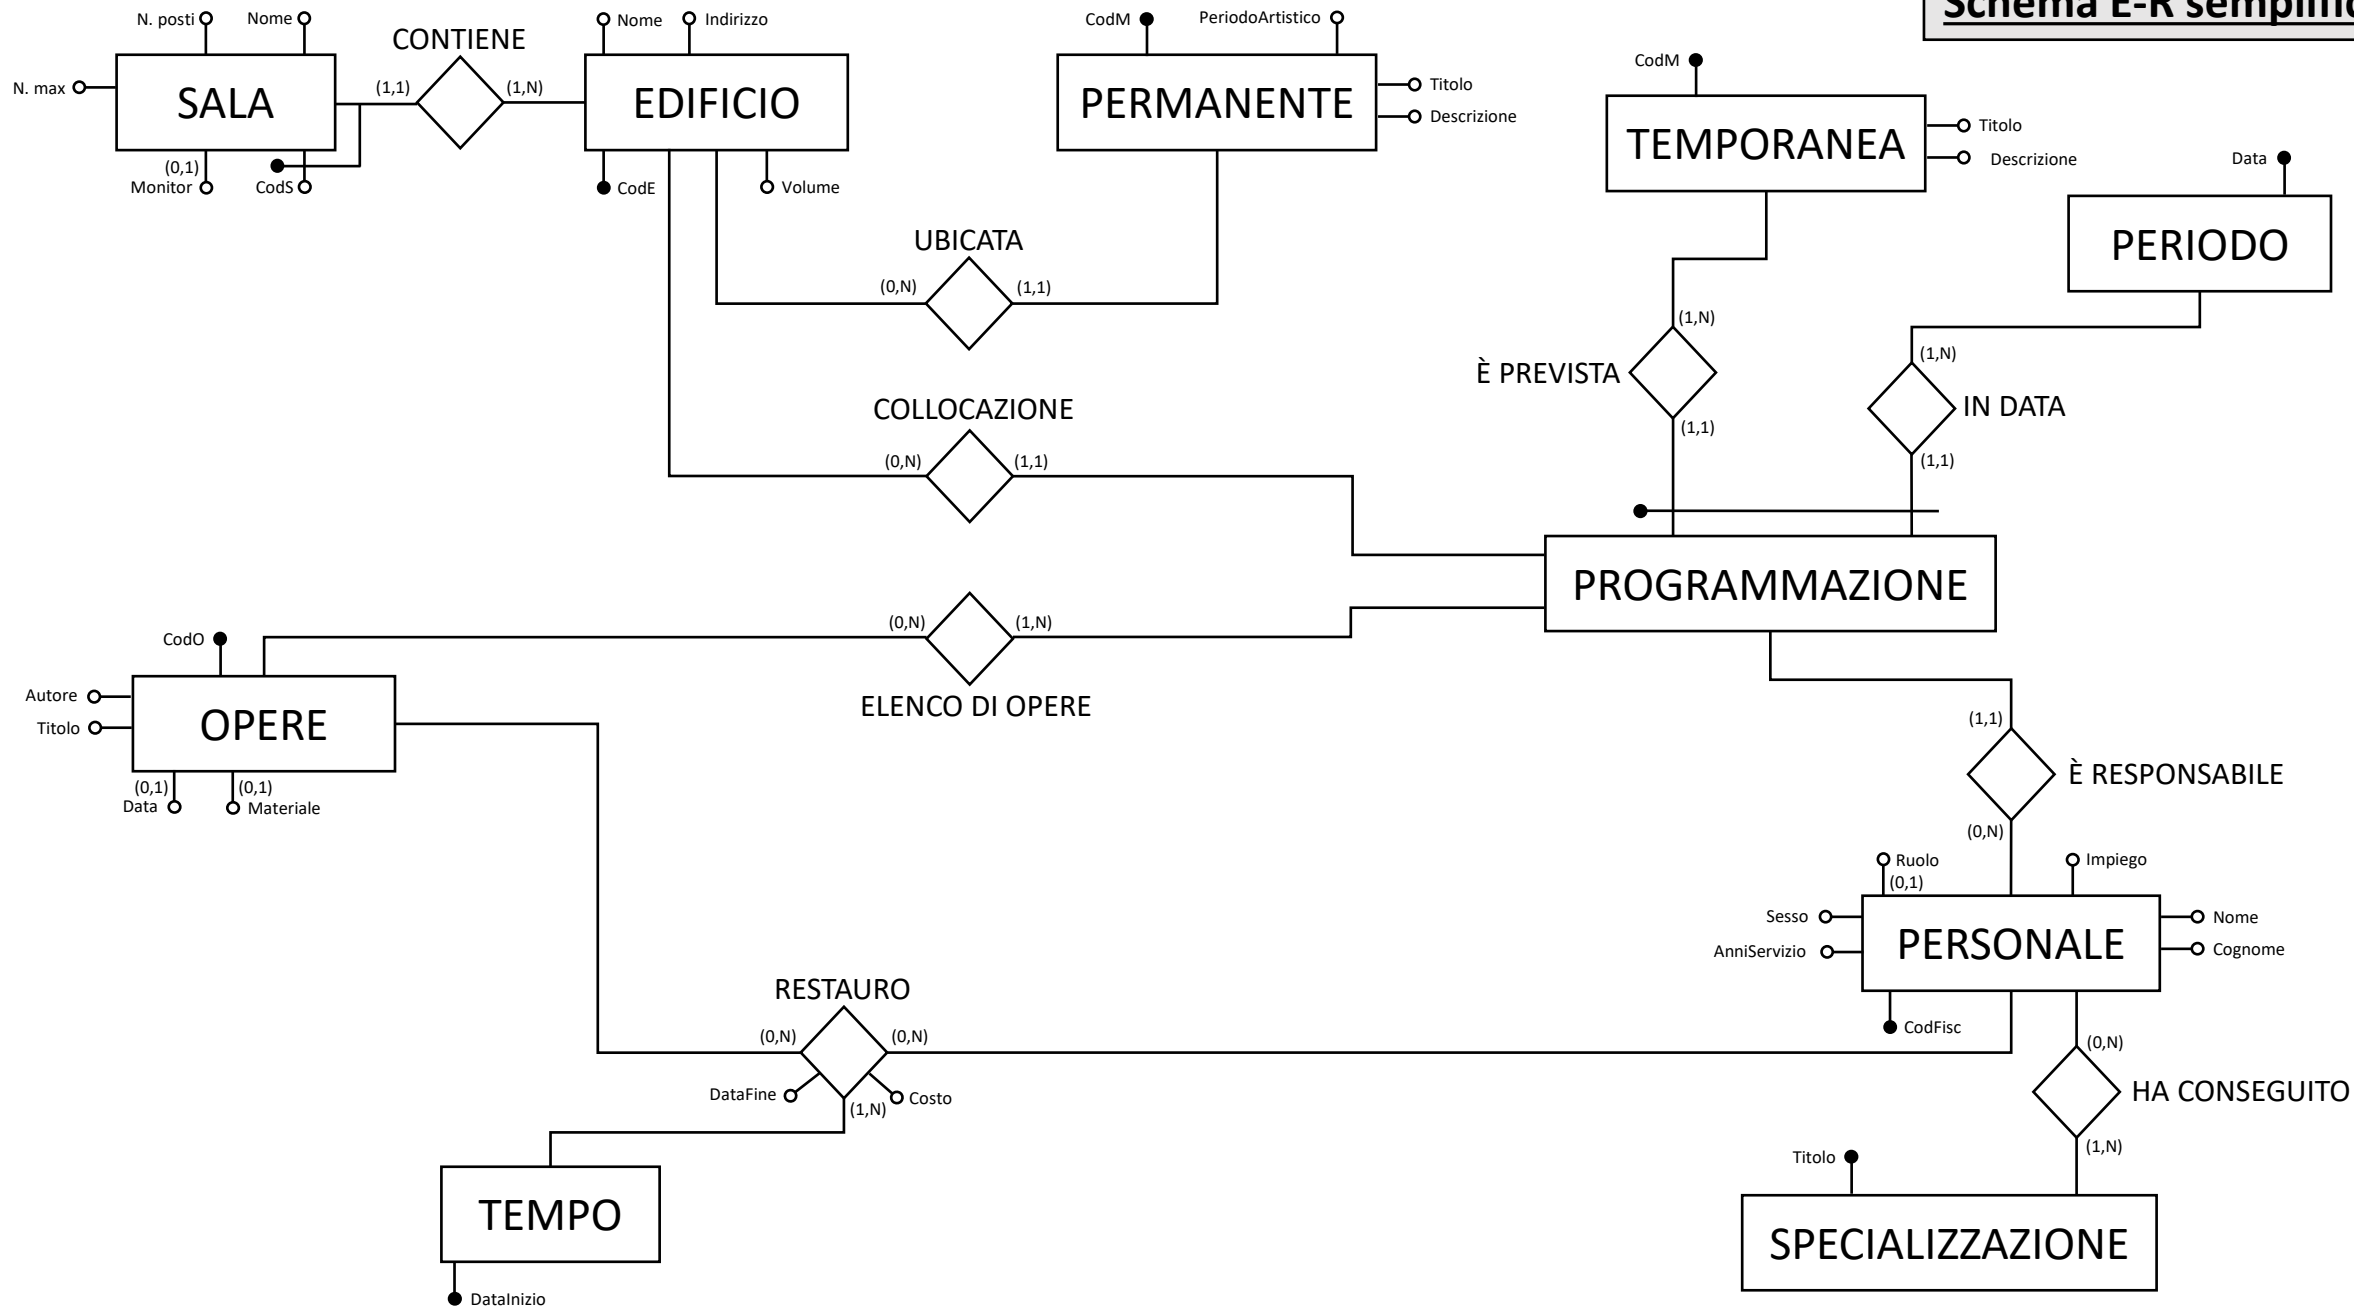 Schema E-R
N. posti
Nome
CONTIENE
Nome
Indirizzo
CodM
PeriodoArtistico
CodM
N. max
SALA
(1,1)
(1,N)
EDIFICIO
PERMANENTE
Titolo
Descrizione
TEMPORANEA
Titolo
Descrizione
Data
(0,1)
Monitor
CodS
CodE
Volume
PERIODO
UBICATA
(0,N)
(1,1)
(1,N)
(1,N)
È PREVISTA
IN DATA
COLLOCAZIONE
(1,1)
(0,N)
(1,1)
(1,1)
PROGRAMMAZIONE
(0,N)
(1,N)
CodO
Autore
Titolo
OPERE
ELENCO DI OPERE
(1,1)
(0,1)
Data
(0,1)
Materiale
È RESPONSABILE
(0,N)
Ruolo
(0,1)
Impiego
Sesso
AnniServizio
PERSONALE
Nome
Cognome
RESTAURO
CodFisc
(0,N)
(0,N)
(0,N)
DataFine
(1,N)
Costo
HA CONSEGUITO
(1,N)
Titolo
TEMPO
SPECIALIZZAZIONE
DataInizio